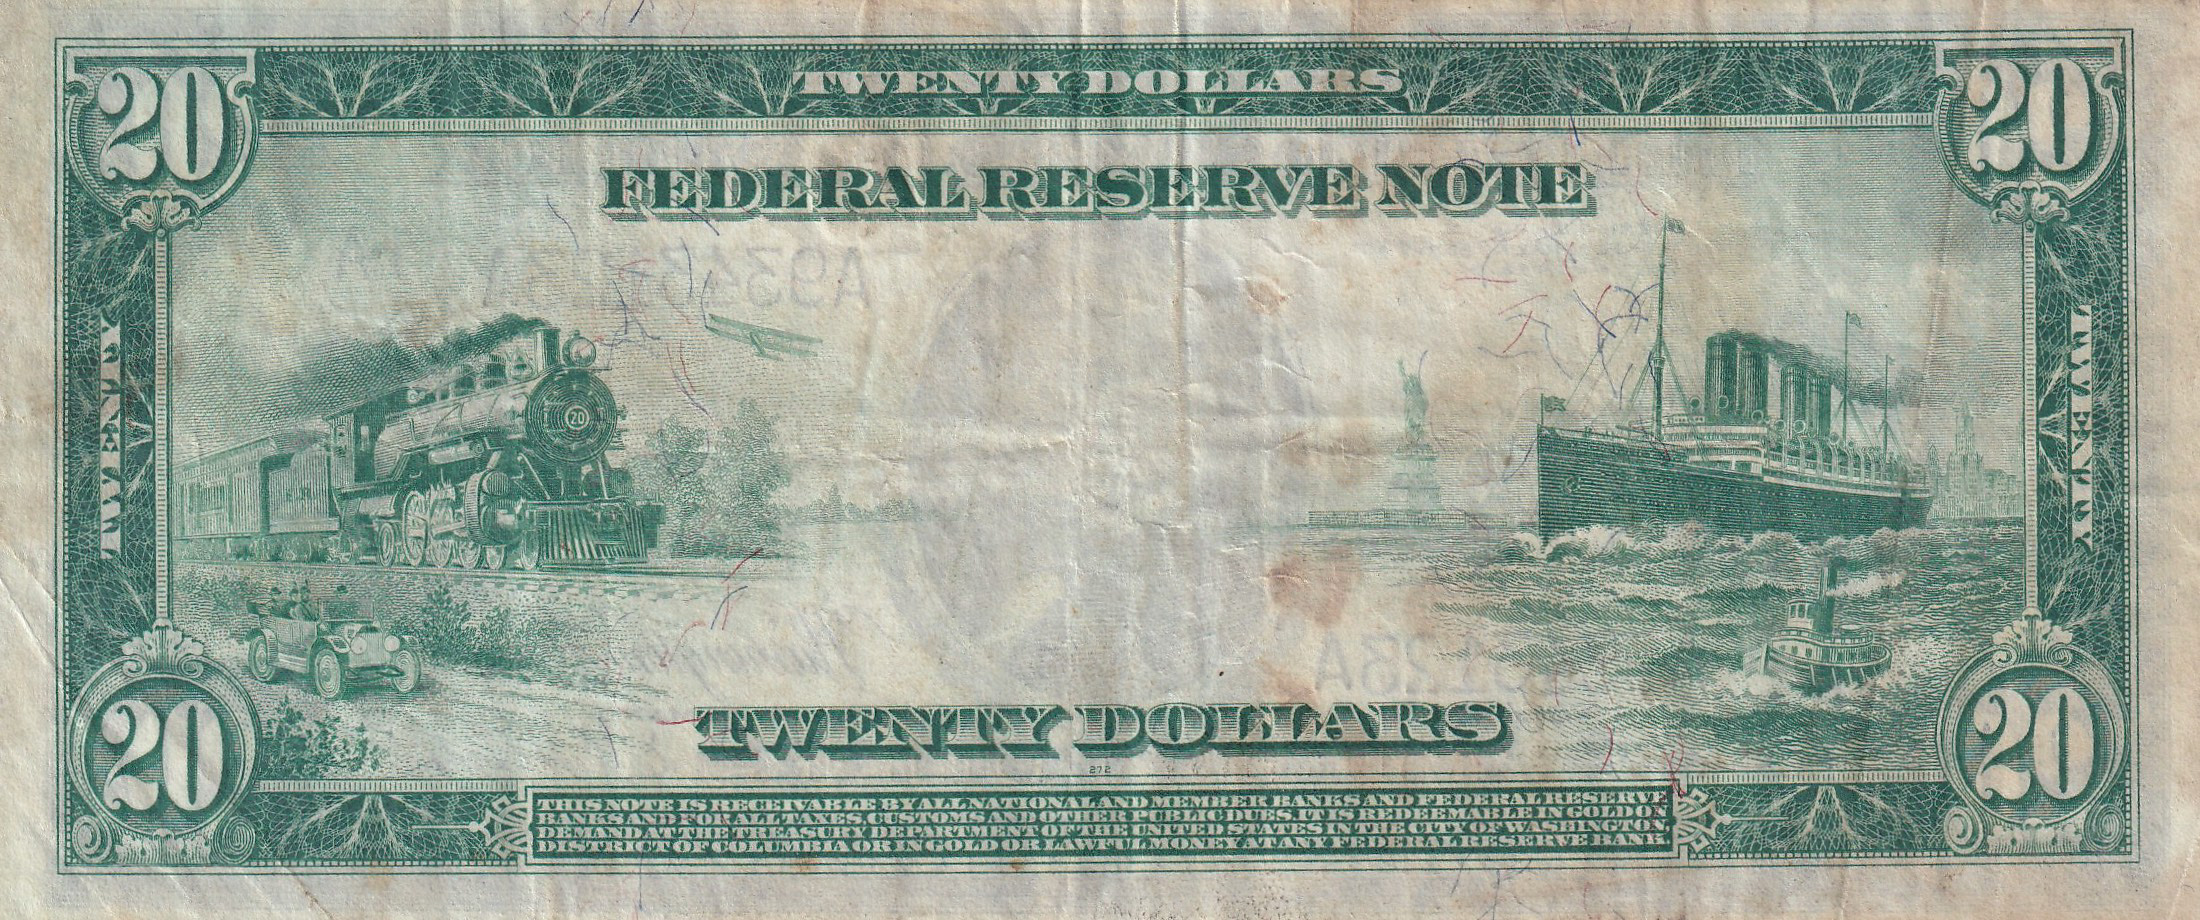 20 TWENTY DOLLARS 20
FEDERAL RESERVE NOTE
TWENTY
TWENTY
20
TWENTY DOLLARS
272
20 20
THIS NOTE IS RECEIVABLE BY ALL NATIONAL AND MEMBER BANKS AND FEDERAL RESERVE
BANKS AND FOR ALL TAXES, CUSTOMS AND OTHER PUBLIC DUES. IT IS REDEEMABLE IN GOLD ON
DEMAND AT THE TREASURY DEPARTMENT OF THE UNITED STATES IN THE CITY OF WASHINGTON,
DISTRICT OF COLUMBIA OR IN GOLD OR LAWFUL MONEY AT ANY FEDERAL RESERVE BANK.